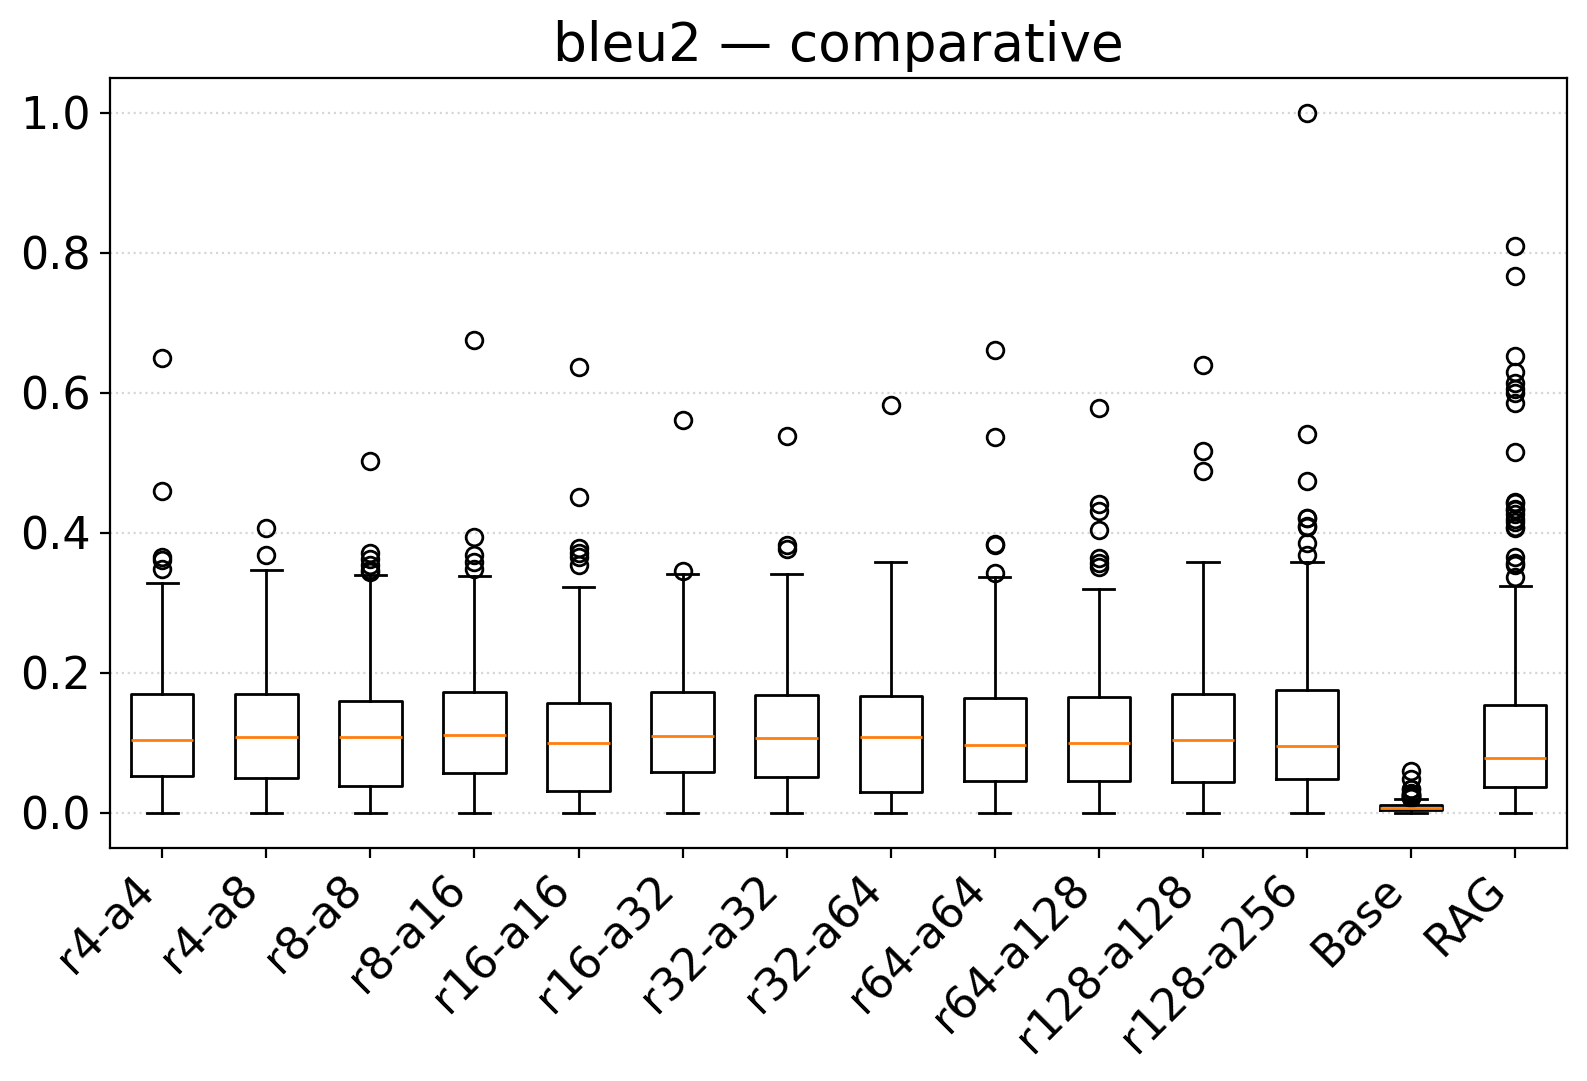 bleu2 — comparative
1.0
0.8
0.6
0.4
0.2
0.0
r4-a4
r4-a8
r8-a8
r8-a16
r16-a16
r16-a32
r32-a32
r32-a64
r64-a64
r64-a128
r128-a128
r128-a256
Base
RAG